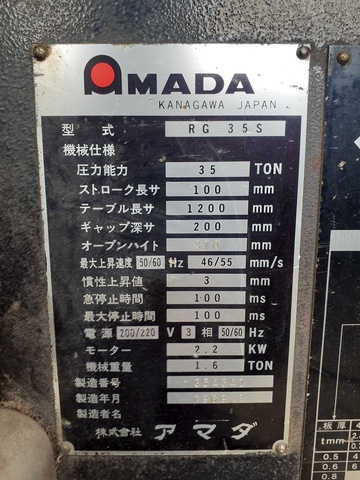 AMADA
KANAGAWA JAPAN
型式 RG 35S
機械仕様
圧力能力 35 TON
ストローク長サ 100 mm
テーブル長サ 1200 mm
ギャップ深サ 200 mm
オープンハイト mm
最大上昇速度 50/60 Hz 46/55 mm/s
慣性上昇値 3 mm
急停止時間 100 ms
最大停止時間 100 ms
電源 200/220 V 3 相 50/60 Hz
モーター 2.2 KW
機械重量 1.6 TON
製造番号
製造年月
製造者名
株式会社 アマダ
板厚
tmm
0.5
0.6
0.8